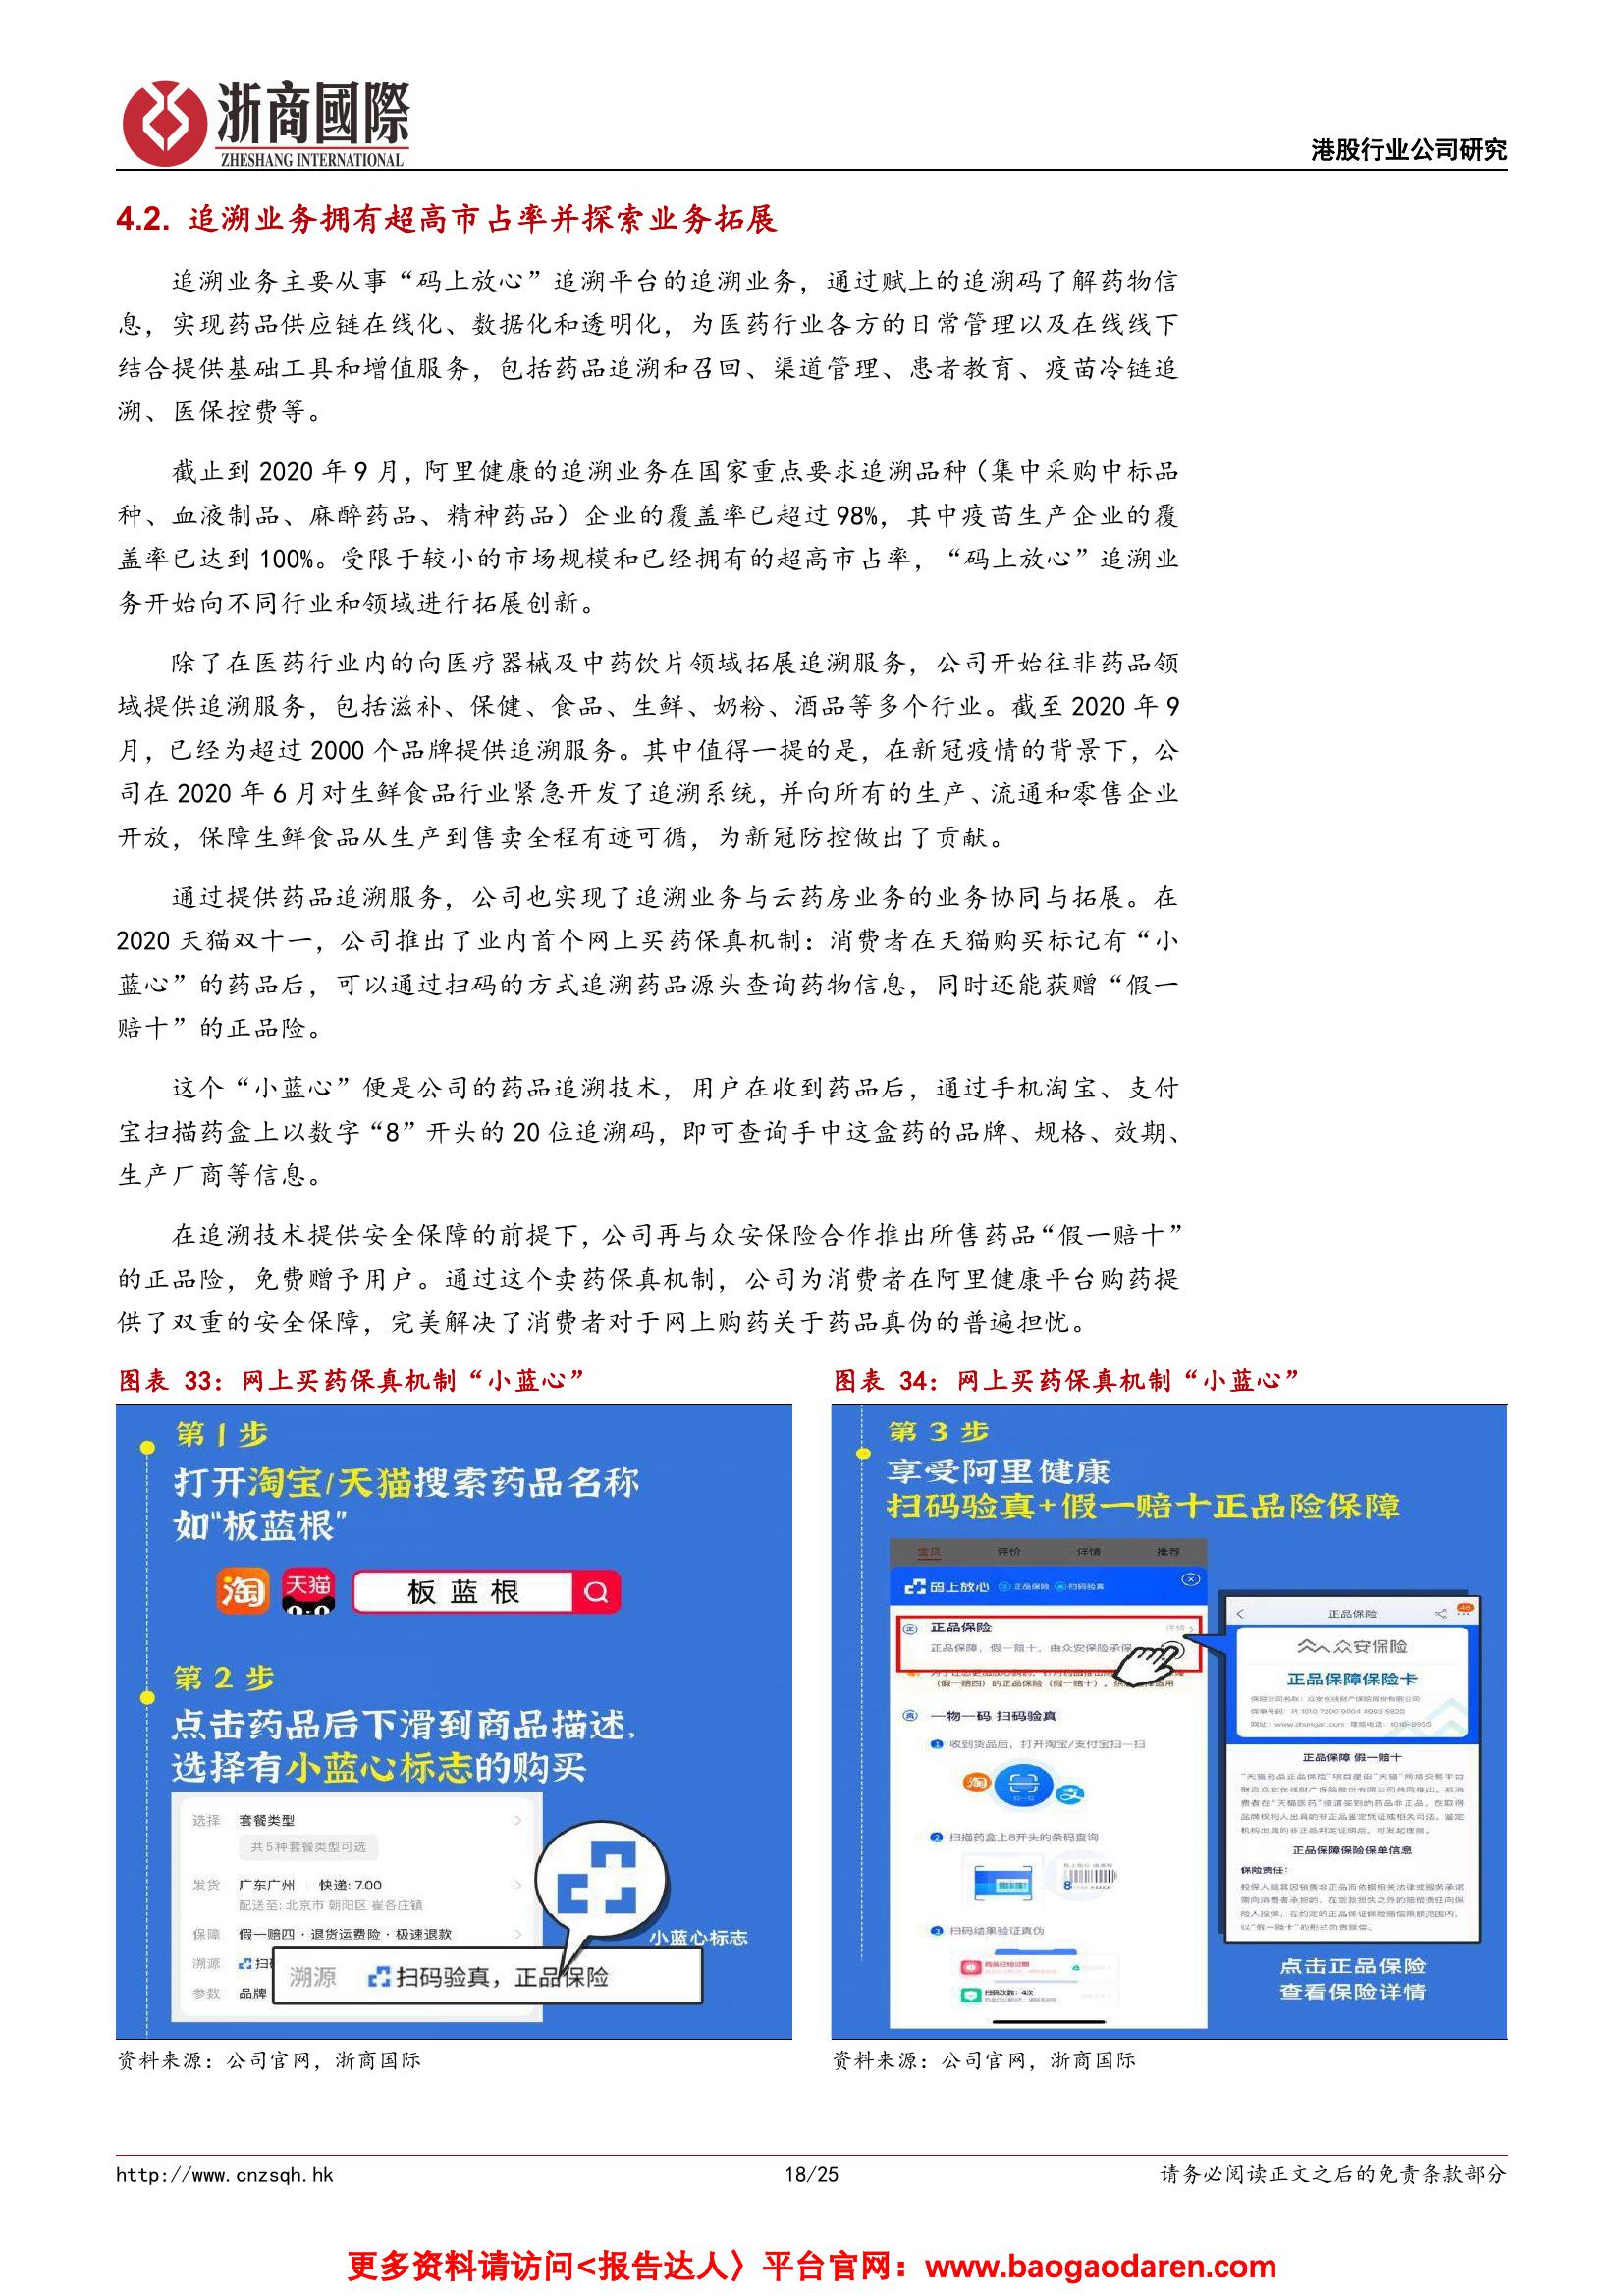 浙商國際
ZHESHANG INTERNATIONAL
港股行业公司研究
4.2. 追溯业务拥有超高市占率并探索业务拓展
追溯业务主要从事“码上放心”追溯平台的追溯业务，通过赋上的追溯码了解药物信
息，实现药品供应链在线化、数据化和透明化，为医药行业各方的日常管理以及在线线下
结合提供基础工具和增值服务，包括药品追溯和召回、渠道管理、患者教育、疫苗冷链追
溯、医保控费等。
截止到 2020 年 9 月，阿里健康的追溯业务在国家重点要求追溯品种（集中采购中标品
种、血液制品、麻醉药品、精神药品）企业的覆盖率已超过 98%，其中疫苗生产企业的覆
盖率已达到 100%。受限于较小的市场规模和已经拥有的超高市占率，“码上放心”追溯业
务开始向不同行业和领域进行拓展创新。
除了在医药行业内的向医疗器械及中药饮片领域拓展追溯服务，公司开始往非药品领
域提供追溯服务，包括滋补、保健、食品、生鲜、奶粉、酒品等多个行业。截至 2020 年 9
月，已经为超过 2000 个品牌提供追溯服务。其中值得一提的是，在新冠疫情的背景下，公
司在 2020 年 6 月对生鲜食品行业紧急开发了追溯系统，并向所有的生产、流通和零售企业
开放，保障生鲜食品从生产到售卖全程有迹可循，为新冠防控做出了贡献。
通过提供药品追溯服务，公司也实现了追溯业务与云药房业务的业务协同与拓展。在
2020 天猫双十一，公司推出了业内首个网上买药保真机制：消费者在天猫购买标记有“小
蓝心”的药品后，可以通过扫码的方式追溯药品源头查询药物信息，同时还能获赠“假一
赔十”的正品险。
这个“小蓝心”便是公司的药品追溯技术，用户在收到药品后，通过手机淘宝、支付
宝扫描药盒上以数字“8”开头的 20 位追溯码，即可查询手中这盒药的品牌、规格、效期、
生产厂商等信息。
在追溯技术提供安全保障的前提下，公司再与众安保险合作推出所售药品“假一赔十”
的正品险，免费赠予用户。通过这个卖药保真机制，公司为消费者在阿里健康平台购药提
供了双重的安全保障，完美解决了消费者对于网上购药关于药品真伪的普遍担忧。
图表 33：网上买药保真机制“小蓝心”
第 1 步
打开淘宝/天猫搜索药品名称
如“板蓝根”
淘 天猫 板 蓝 根
第 2 步
点击药品后下滑到商品描述，
选择有小蓝心标志的购买
选择 套餐类型
共5种套餐类型可选
发货 广东广州 快递: 7.00
配送至: 北京市 朝阳区 崔各庄镇
保障 假一赔四 · 退货运费险 · 极速退款
小蓝心标志
溯源 扫
溯源 扫码验真，正品保险
参数 品牌
资料来源：公司官网，浙商国际
图表 34：网上买药保真机制“小蓝心”
第 3 步
享受阿里健康
扫码验真+假一赔十正品险保障
宝贝 评价 详情 推荐
码上放心 正品保险 扫码验真
正 正品保险 详情
正品保障，假一赔十，由众安保险承保
（假一赔四）的正品保险（假一赔十），
适用
真 一物一码 扫码验真
1 收到货品后，打开淘宝/支付宝扫一扫
淘 支
2 扫描药盒上8开头的条码查询
8
3 扫码结果验证真伪
药品已经过期
扫码次数：4次
正品保险
众安保险
正品保障保险卡
保险公司名称：众安在线财产保险股份有限公司
正品保障 假一赔十
正品保障保险保单信息
保险责任：
点击正品保险
查看保险详情
资料来源：公司官网，浙商国际
http://www.cnzsqh.hk
18/25
请务必阅读正文之后的免责条款部分
更多资料请访问<报告达人〉平台官网：www.baogaodaren.com